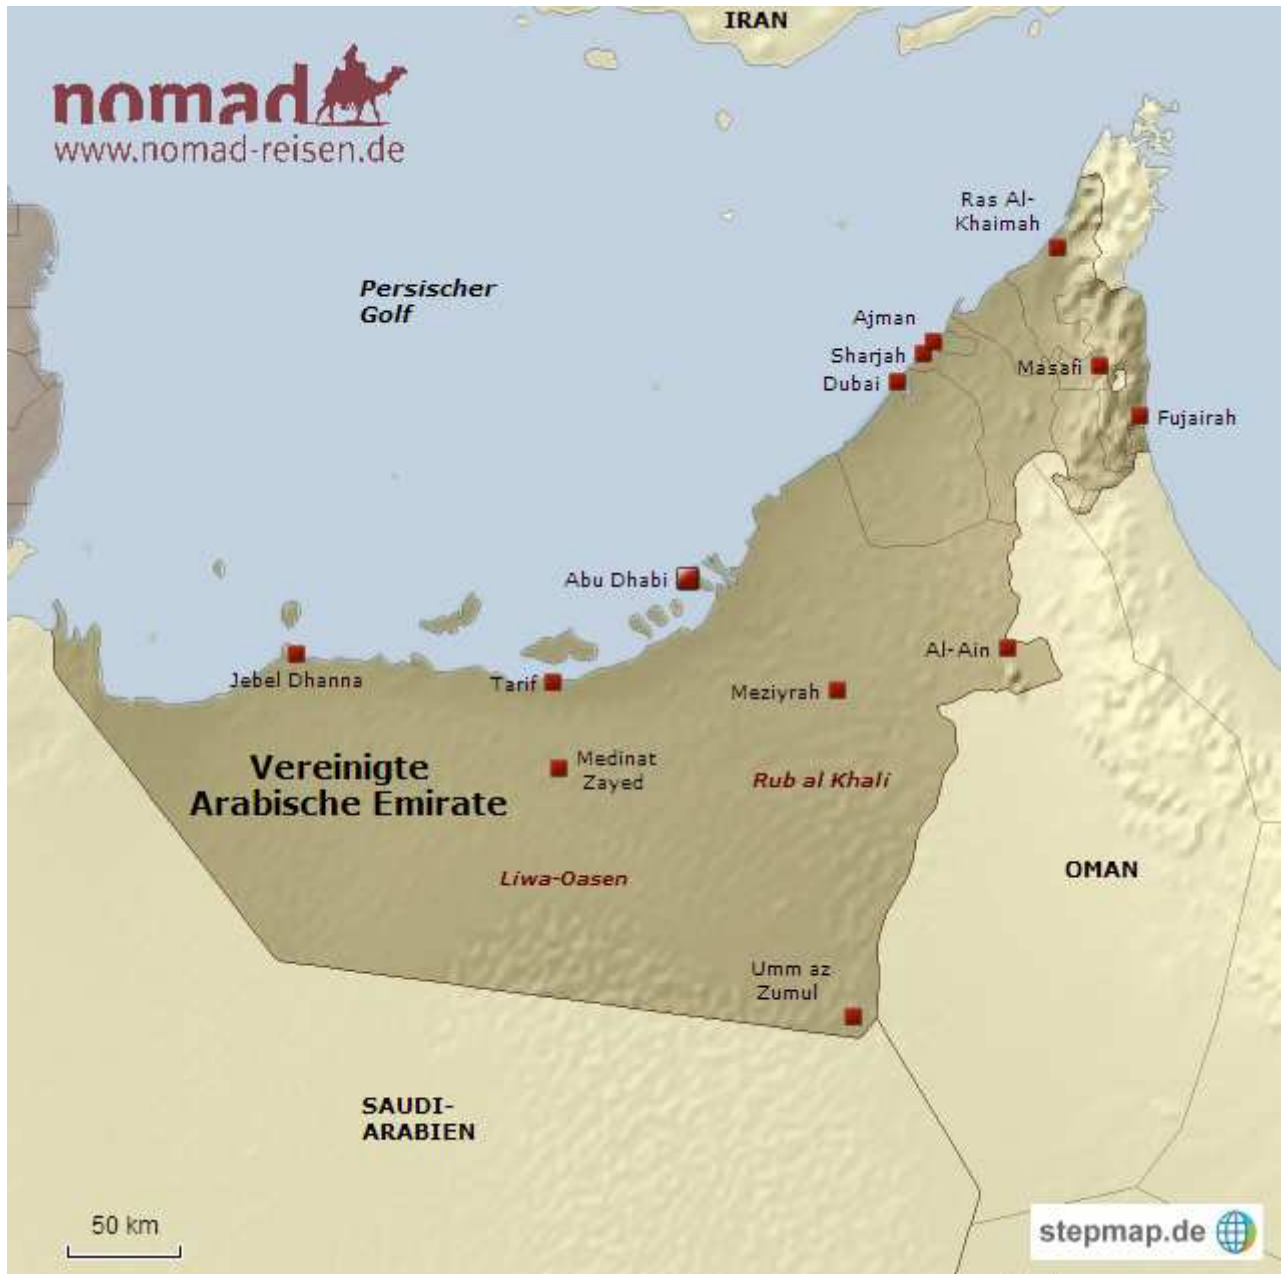 IRAN
nomad
www.nomad-reisen.de
Ras Al-
Khaimah
Persischer
Golf
Ajman
Sharjah
Masafi
Dubai
Fujairah
Abu Dhabi
Al-Ain
Jebel Dhanna
Tarif
Meziyrah
Vereinigte
Arabische Emirate
Medinat
Zayed
Rub al Khali
OMAN
Liwa-Oasen
Umm az
Zumul
SAUDI-
ARABIEN
50 km
stepmap.de